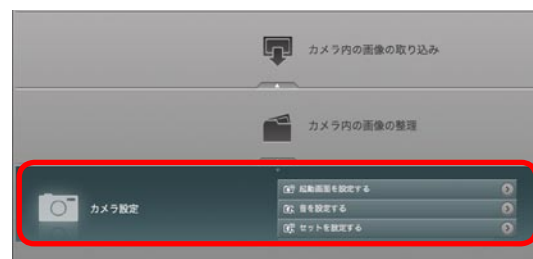 カメラ内の画像の取り込み
カメラ内の画像の整理
カメラ設定
起動画面を設定する
音を設定する
セットを設定する